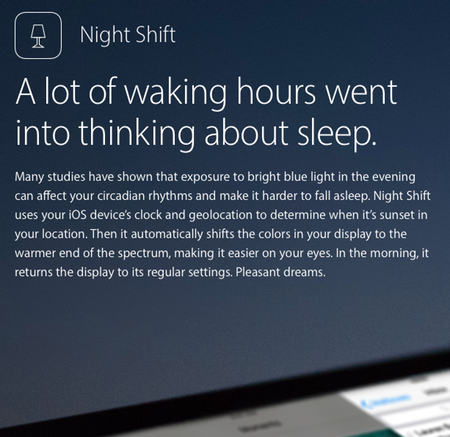 Night Shift
A lot of waking hours went
into thinking about sleep.
Many studies have shown that exposure to bright blue light in the evening
can affect your circadian rhythms and make it harder to fall asleep. Night Shift
uses your iOS device’s clock and geolocation to determine when it’s sunset in
your location. Then it automatically shifts the colors in your display to the
warmer end of the spectrum, making it easier on your eyes. In the morning, it
returns the display to its regular settings. Pleasant dreams.